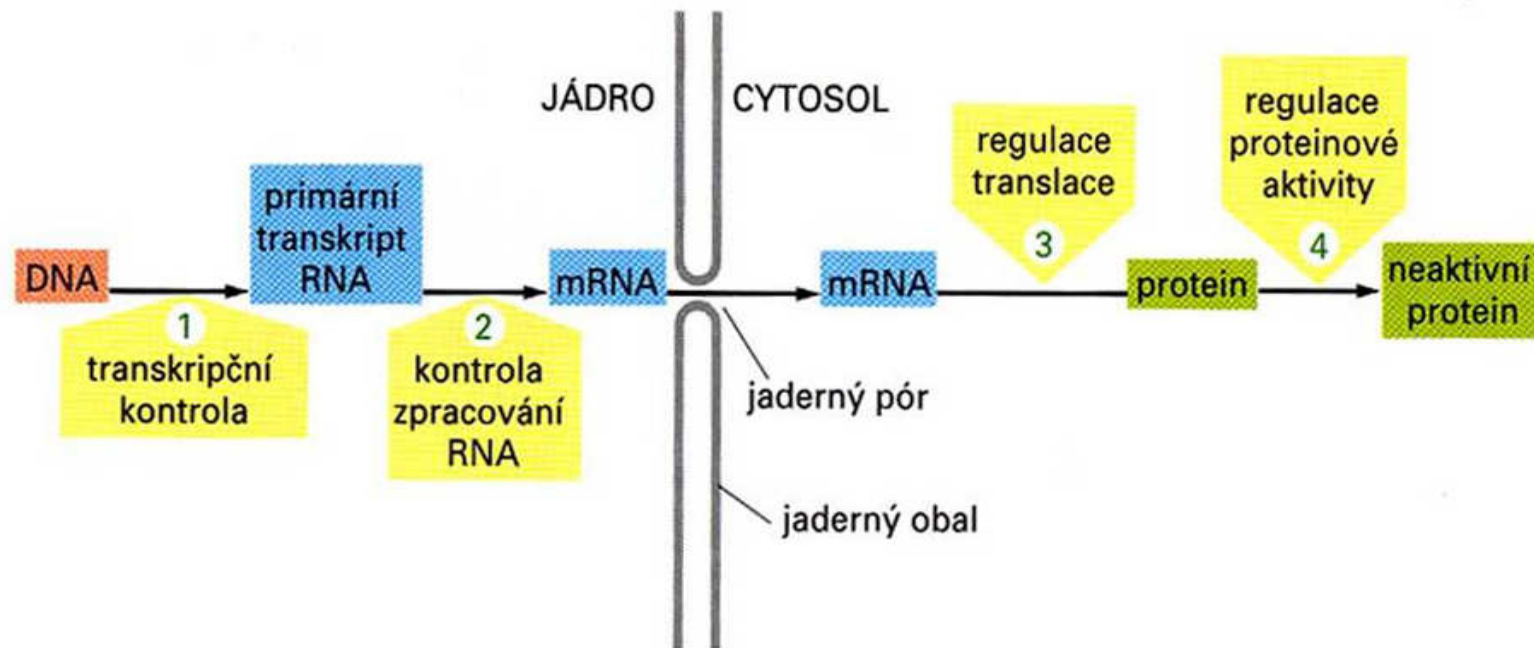 JÁDRO
CYTOSOL
DNA
primární
transkript
RNA
mRNA
mRNA
protein
neaktivní
protein
1
transkripční
kontrola
2
kontrola
zpracování
RNA
regulace
translace
3
regulace
proteinové
aktivity
4
jaderný pór
jaderný obal